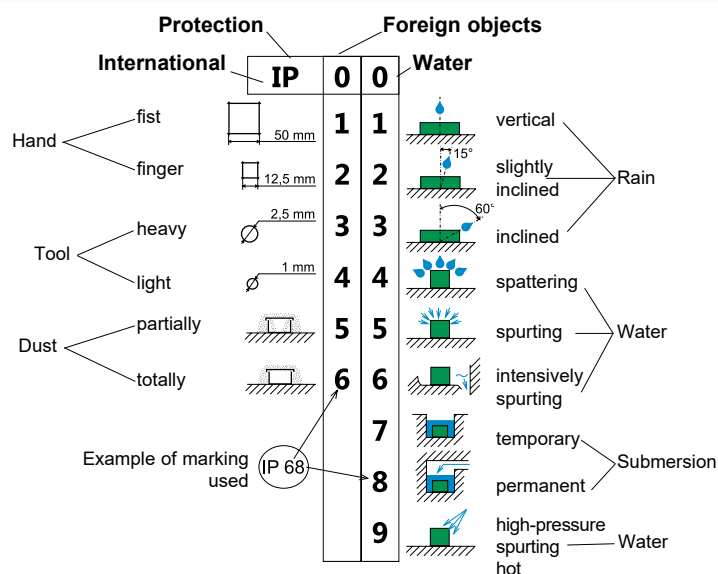 Protection Foreign objects
International IP 0 0 Water
Hand fist 50 mm 1 1 vertical
finger 12,5 mm 2 2 15° slightly inclined Rain
Tool heavy 2,5 mm 3 3 60° inclined
light 1 mm 4 4 spattering
Dust partially 5 5 spurting Water
totally 6 6 intensively spurting
7 temporary
Example of marking used IP 68 8 permanent Submersion
9 high-pressure spurting hot Water